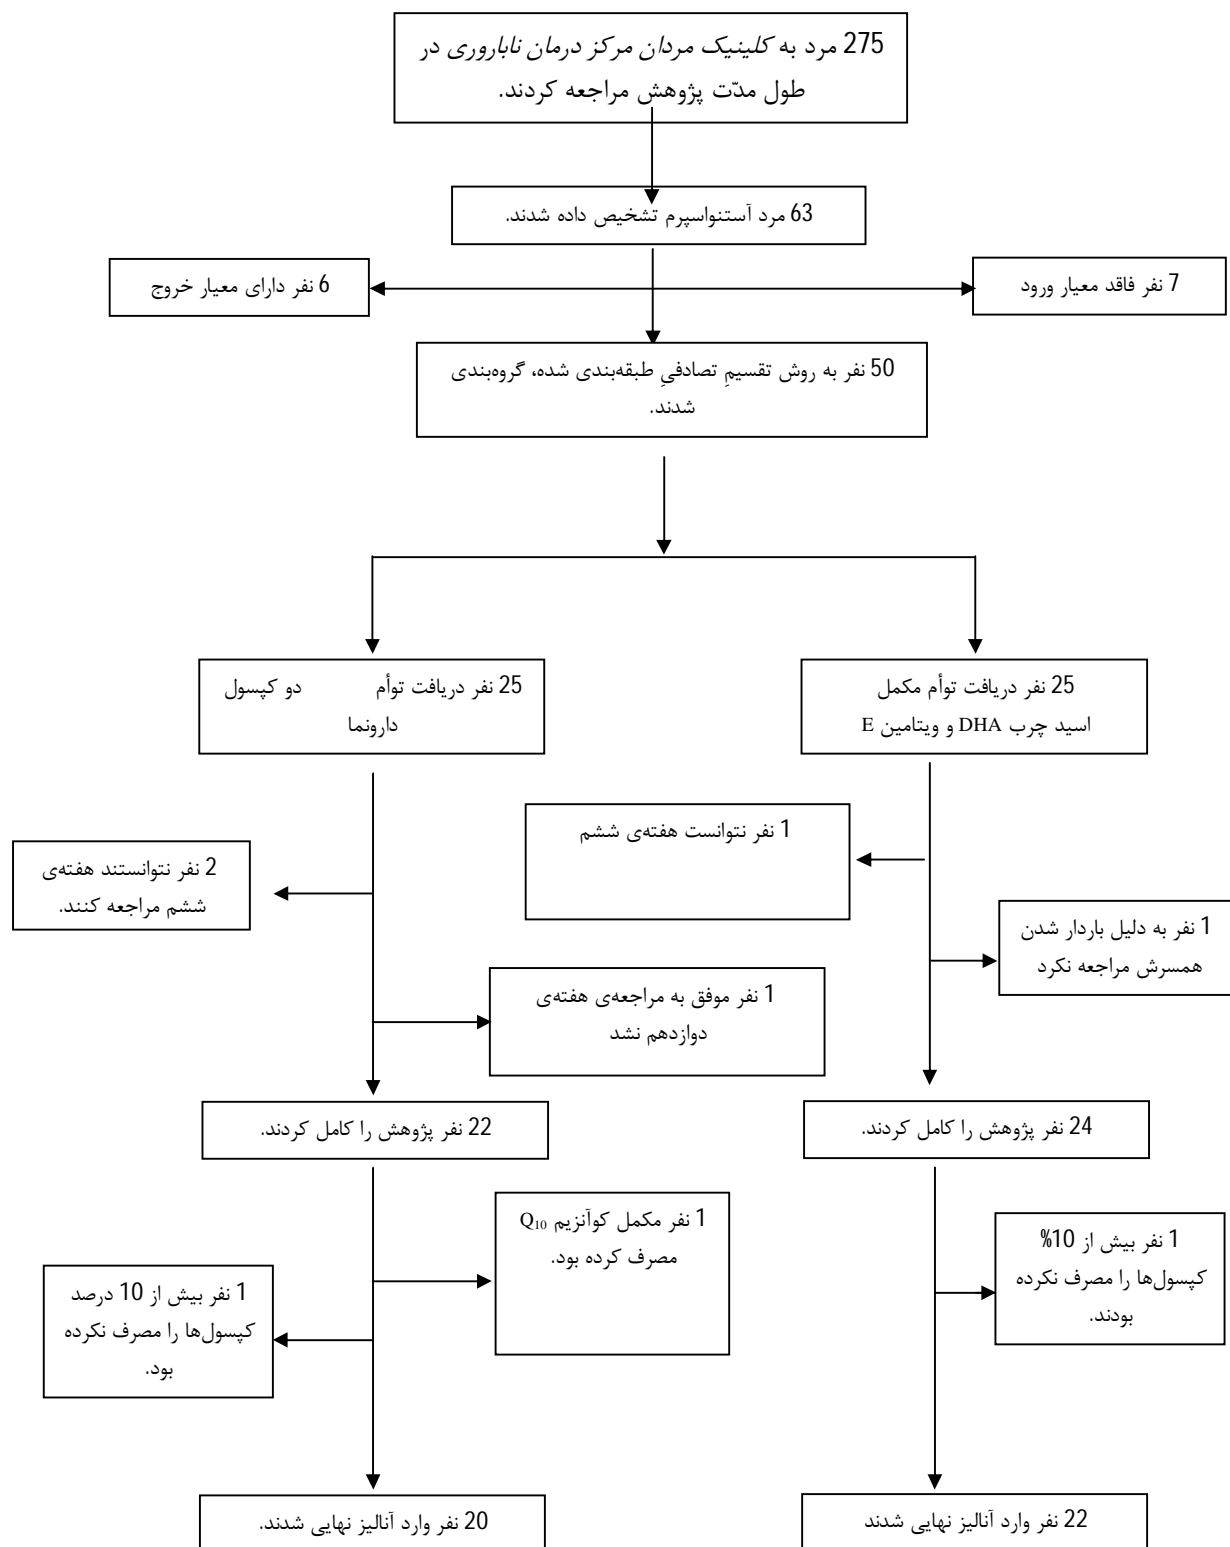 275 مرد به کلینیک مردان مرکز درمان ناباروری در
طول مدّت پژوهش مراجعه کردند.
63 مرد آستنواسپرم تشخیص داده شدند.
7 نفر فاقد معیار ورود
6 نفر دارای معیار خروج
50 نفر به روش تقسیمِ تصادفیِ طبقه‌بندی شده، گروه‌بندی
شدند.
25 نفر دریافت توأم مکمل
اسید چرب DHA و ویتامین E
25 نفر دریافت توأم دو کپسول
دارونما
1 نفر نتوانست هفته‌ی ششم
2 نفر نتوانستند هفته‌ی
ششم مراجعه کنند.
1 نفر به دلیل باردار شدن
همسرش مراجعه نکرد
1 نفر موفق به مراجعه‌ی هفته‌ی
دوازدهم نشد
24 نفر پژوهش را کامل کردند.
22 نفر پژوهش را کامل کردند.
1 نفر مکمل کوآنزیم Q₁₀
مصرف کرده بود.
1 نفر بیش از 10%
کپسول‌ها را مصرف نکرده
بودند.
1 نفر بیش از 10 درصد
کپسول‌ها را مصرف نکرده
بود.
22 نفر وارد آنالیز نهایی شدند
20 نفر وارد آنالیز نهایی شدند.